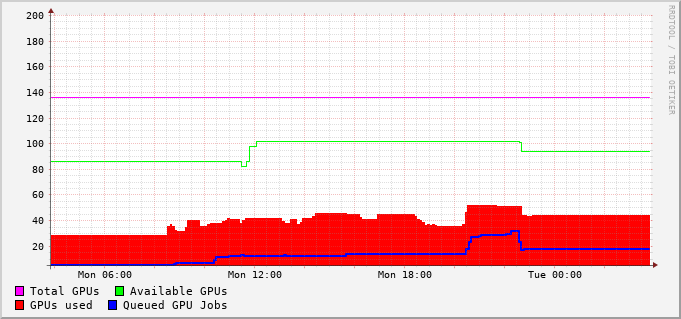 200
180
160
140
120
100
80
60
40
20
Mon 06:00 Mon 12:00 Mon 18:00 Tue 00:00
Total GPUs Available GPUs
GPUs used Queued GPU Jobs
RRDTOOL / TOBI OETIKER